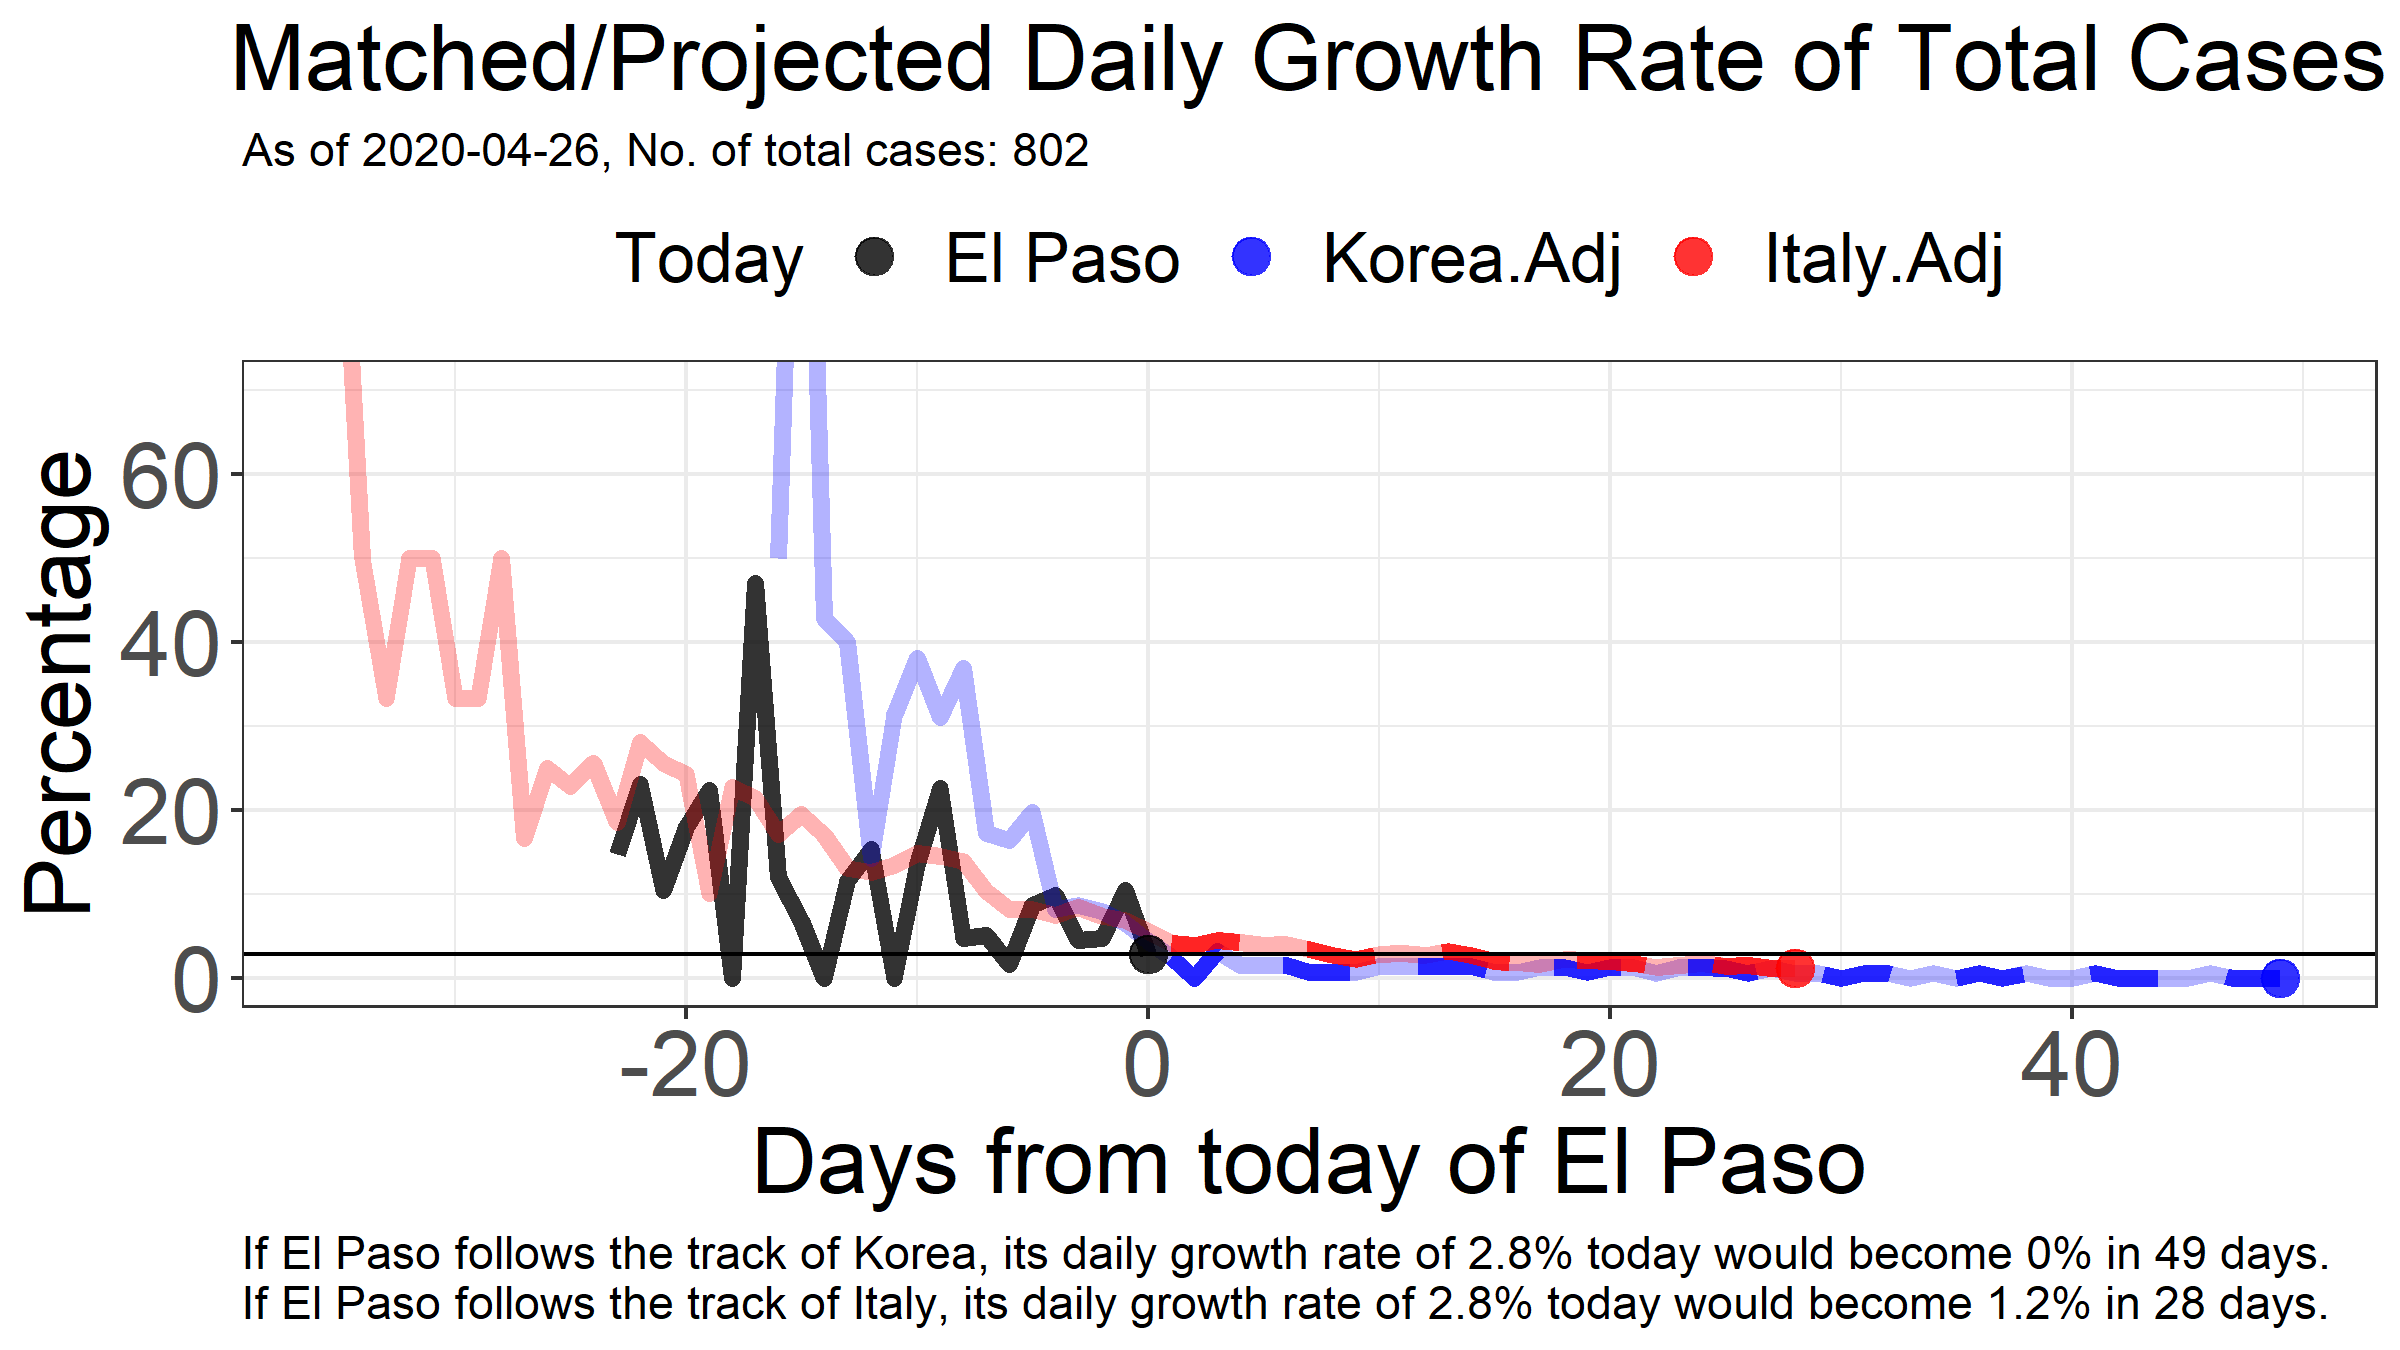 Matched/Projected Daily Growth Rate of Total Cases
As of 2020-04-26, No. of total cases: 802
Today El Paso Korea.Adj Italy.Adj
Percentage
60
40
20
0
-20 0 20 40
Days from today of El Paso
If El Paso follows the track of Korea, its daily growth rate of 2.8% today would become 0% in 49 days.
If El Paso follows the track of Italy, its daily growth rate of 2.8% today would become 1.2% in 28 days.